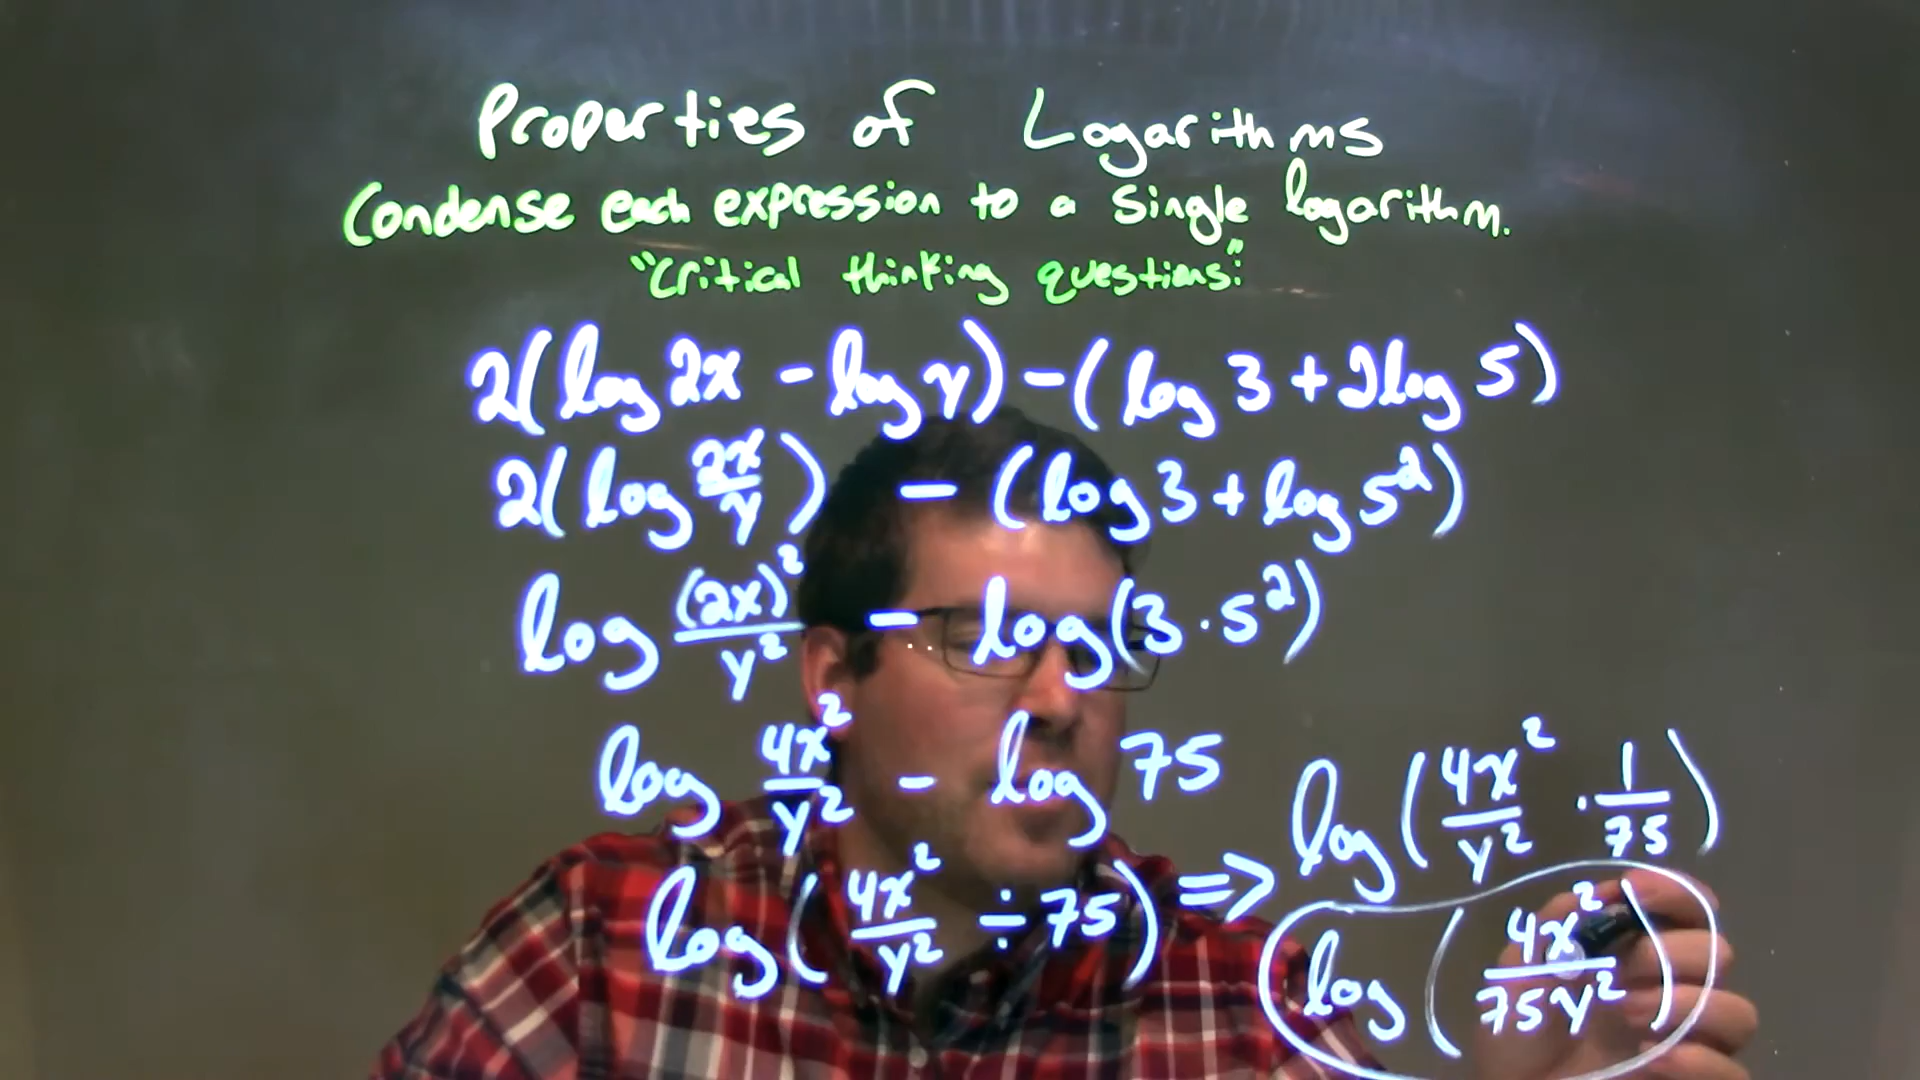 Properties of Logarithms
Condense each expression to a single logarithm.
"Critical thinking questions:"
2(log 2x - log y) - (log 3 + 2log 5)
2(log 2x/y) - (log 3 + log 5²)
log (2x)²/y² - log(3 · 5²)
log 4x²/y² - log 75
log(4x²/y² ÷ 75) => log(4x²/y² · 1/75)
log(4x²/75y²)